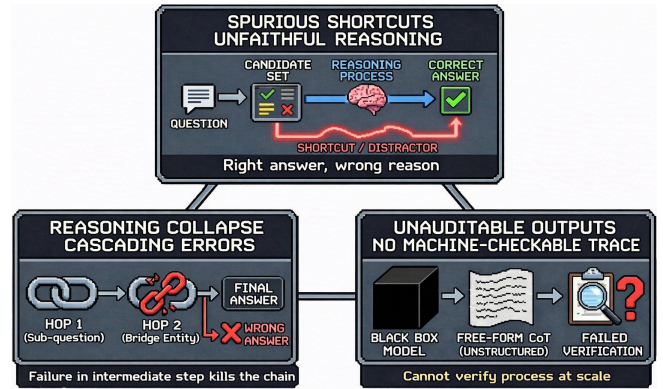 SPURIOUS SHORTCUTS
UNFAITHFUL REASONING
CANDIDATE
SET
REASONING
PROCESS
CORRECT
ANSWER
QUESTION
SHORTCUT / DISTRACTOR
Right answer, wrong reason
REASONING COLLAPSE
CASCADING ERRORS
HOP 1
(Sub-question)
HOP 2
(Bridge Entity)
FINAL
ANSWER
WRONG
ANSWER
Failure in intermediate step kills the chain
UNAUDITABLE OUTPUTS
NO MACHINE-CHECKABLE TRACE
BLACK BOX
MODEL
FREE-FORM CoT
(UNSTRUCTURED)
FAILED
VERIFICATION
Cannot verify process at scale